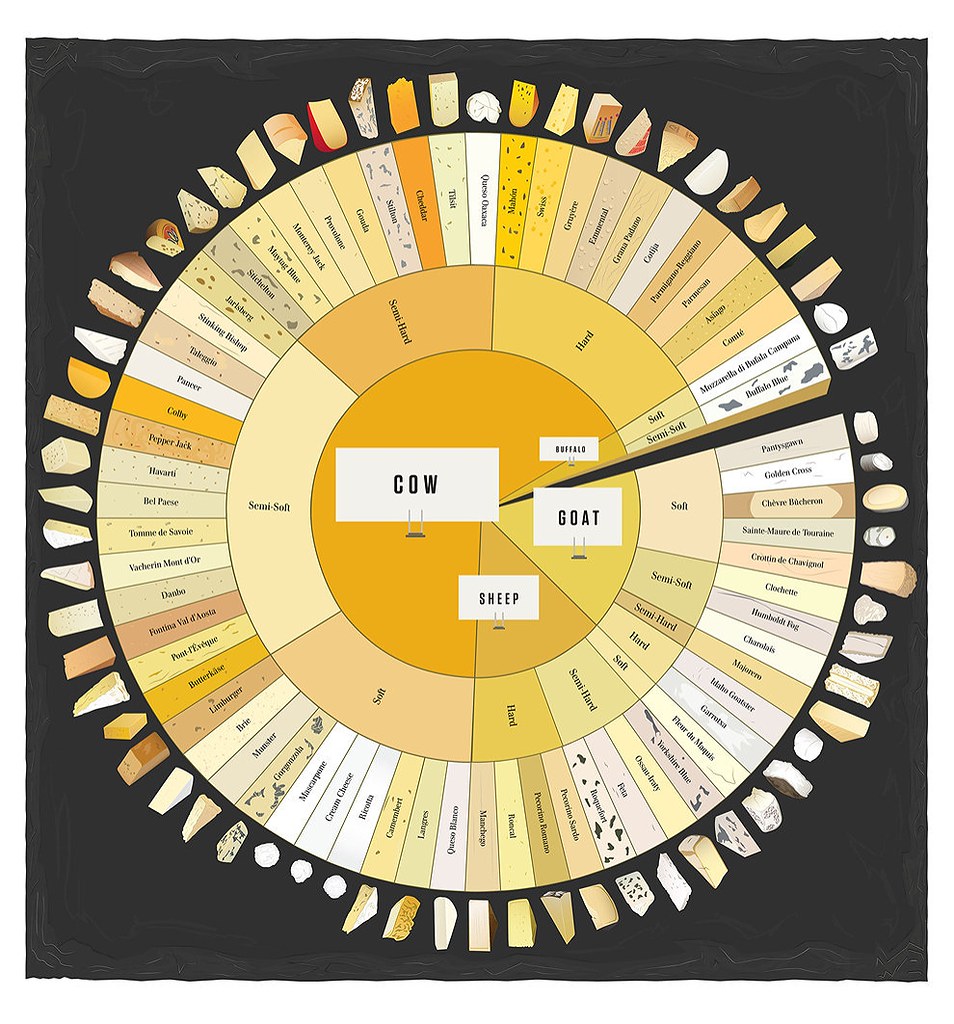 COW
BUFFALO
GOAT
SHEEP
Semi-Hard
Hard
Soft
Semi-Soft
Soft
Semi-Soft
Semi-Hard
Hard
Soft
Semi-Hard
Hard
Soft
Semi-Soft
Jarlsberg
Stichelton
Maytag Blue
Monterey Jack
Provolone
Gouda
Stilton
Cheddar
Tilsit
Queso Oaxaca
Mahón
Swiss
Gruyère
Emmental
Grana Padano
Cotija
Parmigiano-Reggiano
Parmesan
Asiago
Comté
Mozzarella di Bufala Campana
Buffalo Blue
Pantysgawn
Golden Cross
Chèvre Bûcheron
Sainte-Maure de Touraine
Crottin de Chavignol
Clochette
Humboldt Fog
Charolais
Majorero
Idaho Goatster
Garrotxa
Fleur du Maquis
Yorkshire Blue
Ossau-Iraty
Feta
Roquefort
Pecorino Sardo
Pecorino Romano
Roncal
Manchego
Queso Blanco
Langres
Camembert
Ricotta
Cream Cheese
Mascarpone
Gorgonzola
Munster
Brie
Limburger
Butterkäse
Pont-l'Évêque
Fontina Val d'Aosta
Danbo
Vacherin Mont d'Or
Tomme de Savoie
Bel Paese
Havarti
Pepper Jack
Colby
Paneer
Taleggio
Stinking Bishop